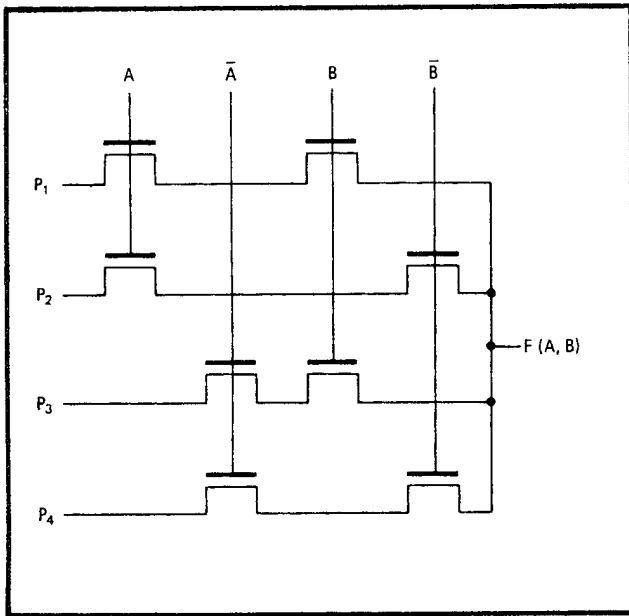 A Ā B B̄
P₁
P₂
F (A, B)
P₃
P₄